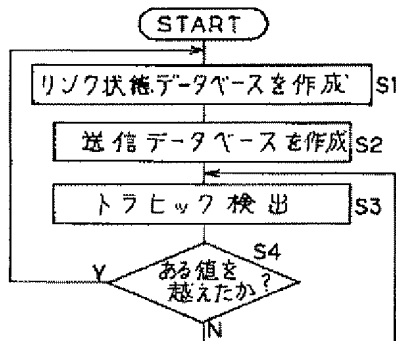 START
リンク状態データベースを作成 S1
送信データベースを作成 S2
トラヒック検出 S3
S4
ある値を
Y 越えたか?
N